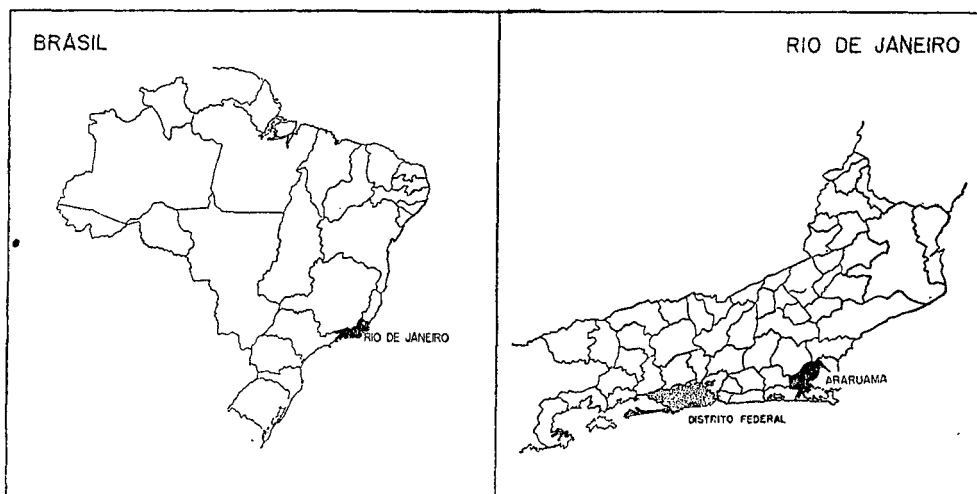 BRASIL
RIO DE JANEIRO
RIO DE JANEIRO
ARARUAMA
DISTRITO FEDERAL